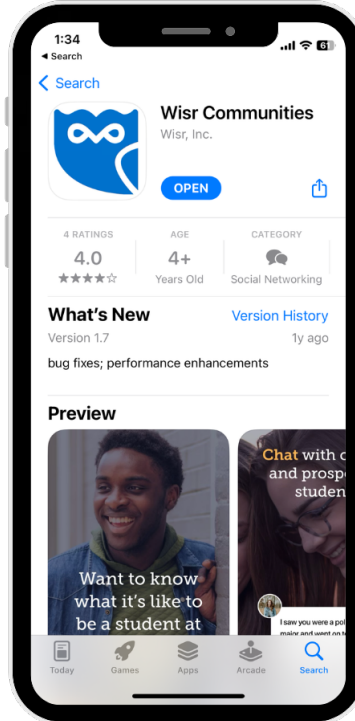 1:34
61
Search
Search
Wisr Communities
Wisr, Inc.
OPEN
4 RATINGS
AGE
CATEGORY
4.0
4+
Years Old
Social Networking
What's New
Version History
Version 1.7
1y ago
bug fixes; performance enhancements
Preview
Want to know
what it's like to
be a student at
Chat with c
and prosp
studen
I saw you were a pol
major and went on to
Today
Games
Apps
Arcade
Search